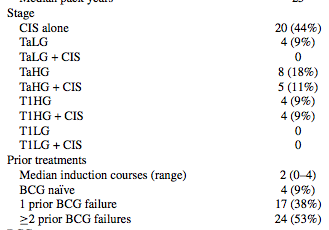 Median pack years 25
Stage
CIS alone 20 (44%)
TaLG 4 (9%)
TaLG + CIS 0
TaHG 8 (18%)
TaHG + CIS 5 (11%)
T1HG 4 (9%)
T1HG + CIS 4 (9%)
T1LG 0
T1LG + CIS 0
Prior treatments
Median induction courses (range) 2 (0–4)
BCG naïve 4 (9%)
1 prior BCG failure 17 (38%)
≥2 prior BCG failures 24 (53%)